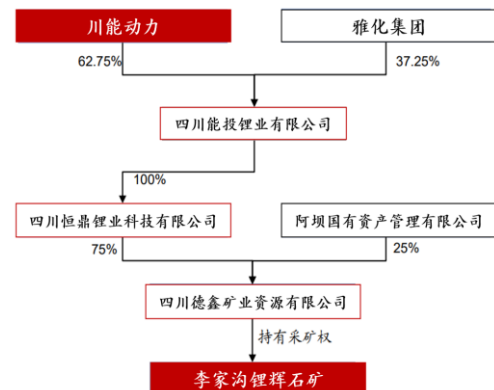 川能动力
雅化集团
62.75%
37.25%
四川能投锂业有限公司
100%
四川恒鼎锂业科技有限公司
阿坝国有资产管理有限公司
75%
25%
四川德鑫矿业资源有限公司
持有采矿权
李家沟锂辉石矿